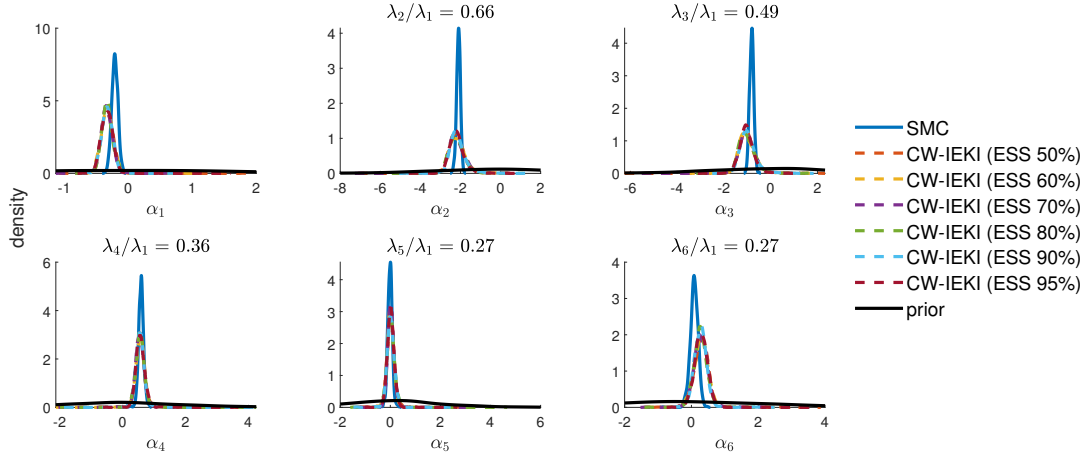 λ₂/λ₁ = 0.66
λ₃/λ₁ = 0.49
10
5
0
-1 0 1 2
α₁
4
3
2
1
0
-8 -6 -4 -2 0 2
α₂
4
3
2
1
0
-6 -4 -2 0 2
α₃
density
λ₄/λ₁ = 0.36
λ₅/λ₁ = 0.27
λ₆/λ₁ = 0.27
6
4
2
0
-2 0 2 4
α₄
4
3
2
1
0
-2 0 2 4 6
α₅
4
3
2
1
0
-2 0 2 4
α₆
SMC
CW-IEKI (ESS 50%)
CW-IEKI (ESS 60%)
CW-IEKI (ESS 70%)
CW-IEKI (ESS 80%)
CW-IEKI (ESS 90%)
CW-IEKI (ESS 95%)
prior